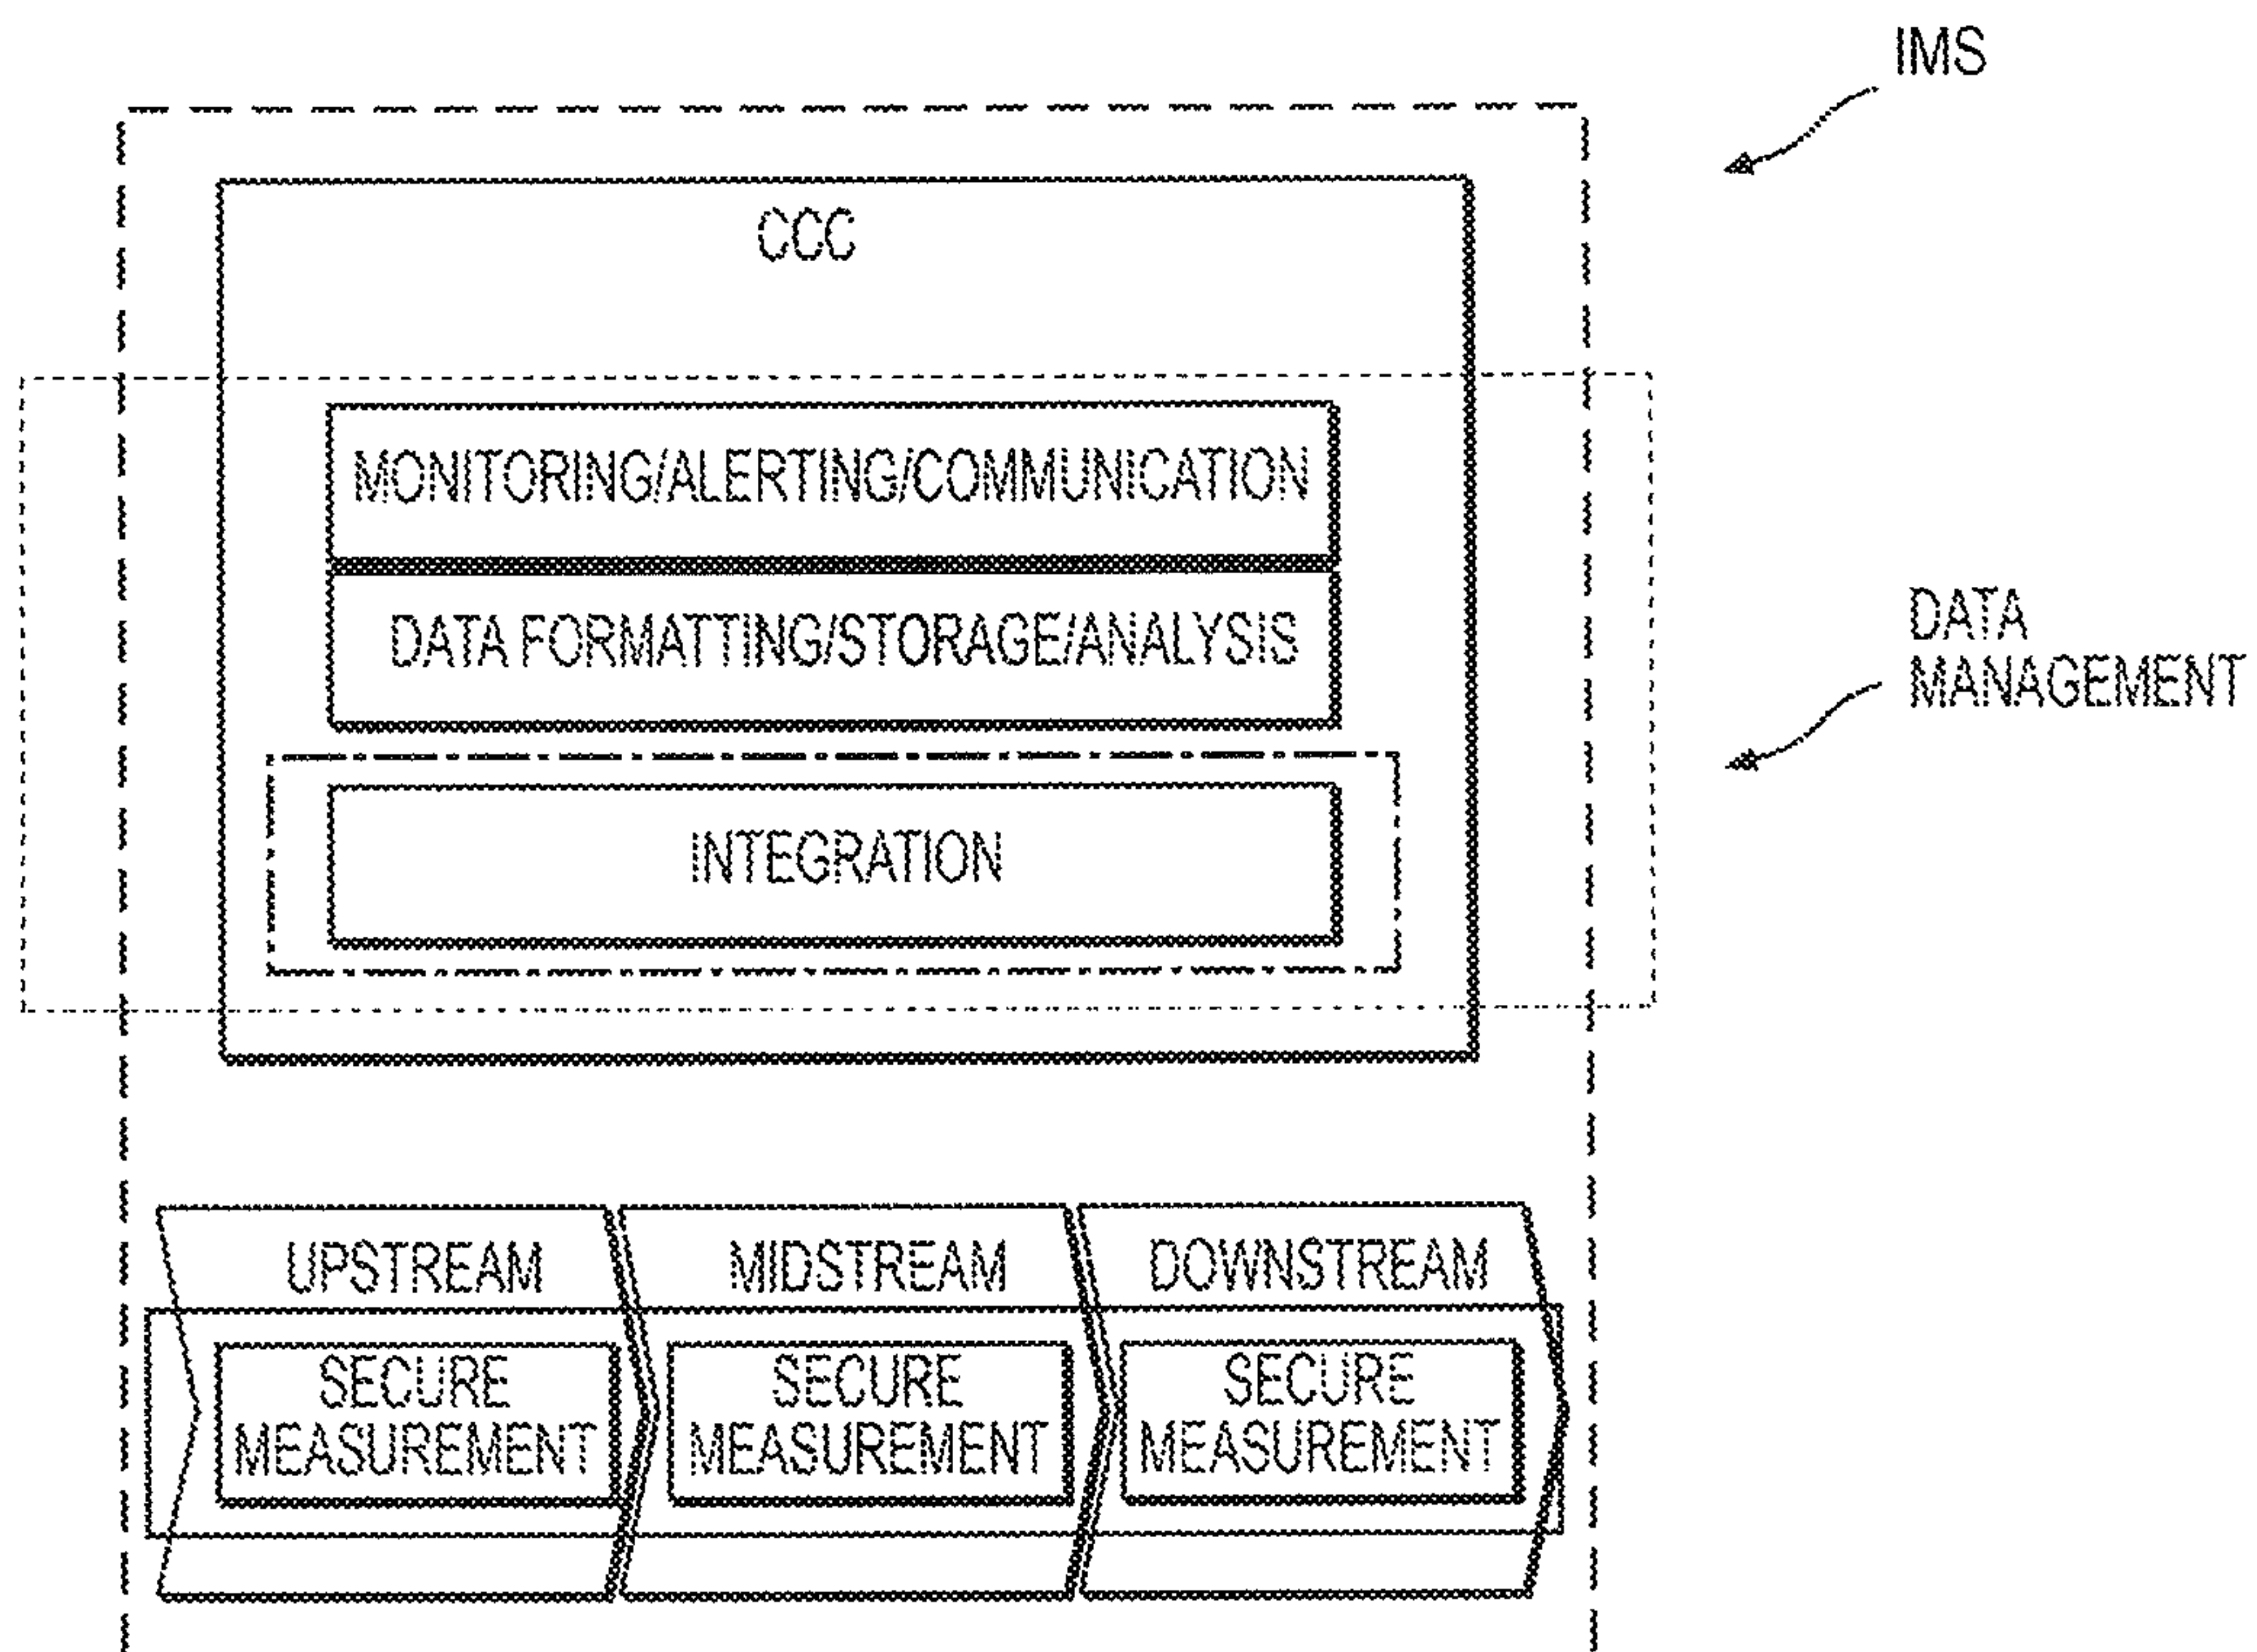 IMS
CCC
MONITORING/ALERTING/COMMUNICATION
DATA FORMATTING/STORAGE/ANALYSIS
DATA
MANAGEMENT
INTEGRATION
UPSTREAM
MIDSTREAM
DOWNSTREAM
SECURE
MEASUREMENT
SECURE
MEASUREMENT
SECURE
MEASUREMENT